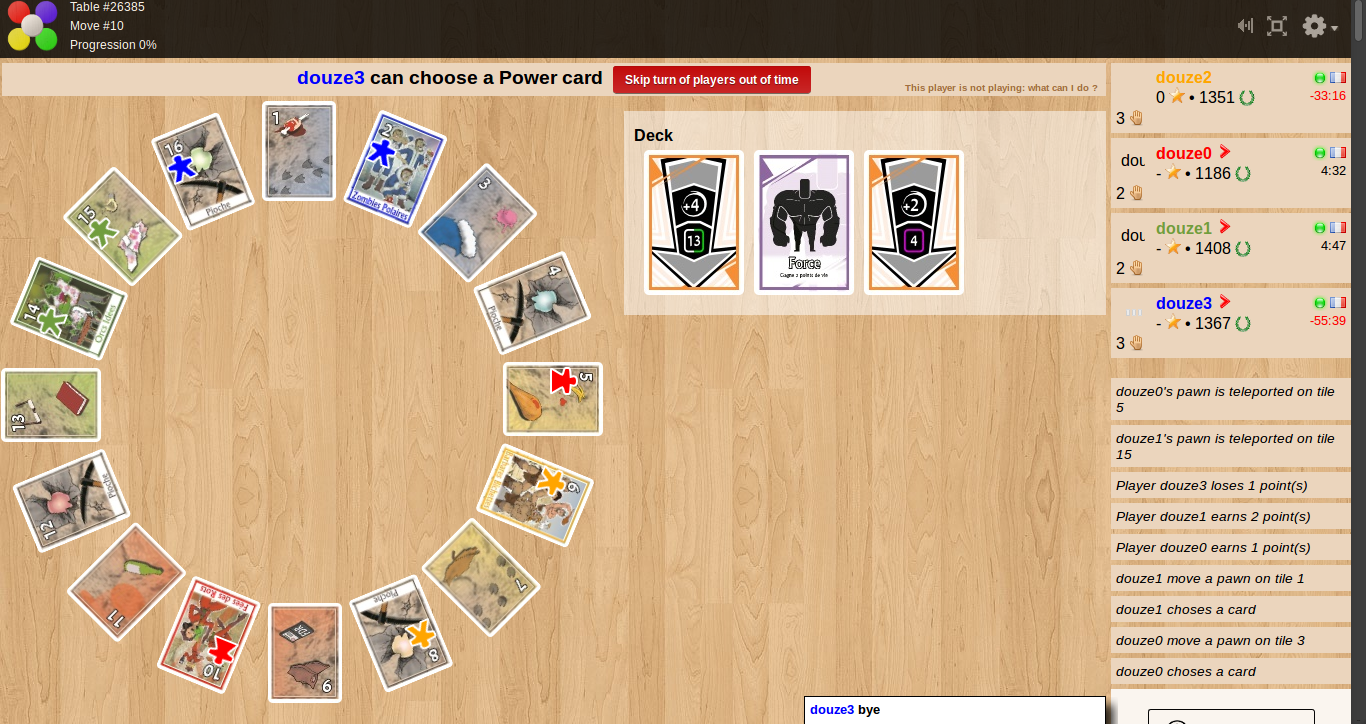 Table #26385
Move #10
Progression 0%
douze3 can choose a Power card
Skip turn of players out of time
This player is not playing: what can I do ?
Deck
+4
13
Force
Gagne 2 points de vie
+2
4
1
2
Zombies Polaires
3
4
Pioche
5
6
7
8
Pioche
9
10
Fées des Rots
11
12
Pioche
13
14
Orcs Idées
15
16
Pioche
douze2
0 • 1351
-33:16
3
dou
douze0
- • 1186
4:32
2
dou
douze1
- • 1408
4:47
2
douze3
- • 1367
-55:39
3
douze0's pawn is teleported on tile
5
douze1's pawn is teleported on tile
15
Player douze3 loses 1 point(s)
Player douze1 earns 2 point(s)
Player douze0 earns 1 point(s)
douze1 move a pawn on tile 1
douze1 choses a card
douze0 move a pawn on tile 3
douze0 choses a card
douze3 bye